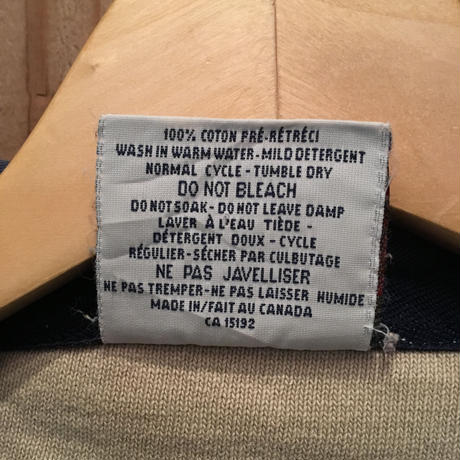 100% COTON PRÉ-RÉTRÉCI
WASH IN WARM WATER-MILD DETERGENT
NORMAL CYCLE - TUMBLE DRY
DO NOT BLEACH
DO NOT SOAK - DO NOT LEAVE DAMP
LAVER À L'EAU TIÈDE -
DÉTERGENT DOUX - CYCLE
RÉGULIER-SÉCHER PAR CULBUTAGE
NE PAS JAVELLISER
NE PAS TREMPER-NE PAS LAISSER HUMIDE
MADE IN/FAIT AU CANADA
CA 15192